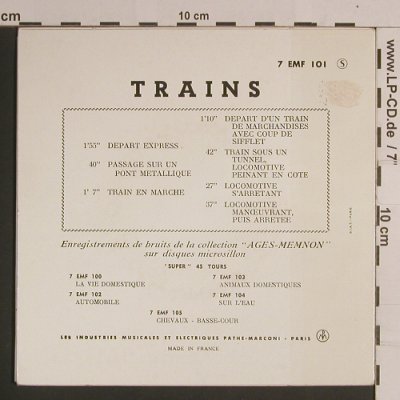 10 cm
7 EMF 101 S
TRAINS
1'55" DEPART EXPRESS
40" PASSAGE SUR UN
PONT METALLIQUE
1' 7" TRAIN EN MARCHE
1'10" DEPART D'UN TRAIN
DE MARCHANDISES
AVEC COUP DE
SIFFLET
42" TRAIN SOUS UN
TUNNEL,
LOCOMOTIVE
PEINANT EN COTE
27" LOCOMOTIVE
S'ARRETANT
37" LOCOMOTIVE
MANŒUVRANT,
PUIS ARRETEE
Enregistrements de bruits de la collection "AGES-MEMNON"
sur disques microsillon
"SUPER" 45 TOURS
7 EMF 100
LA VIE DOMESTIQUE
7 EMF 102
AUTOMOBILE
7 EMF 103
ANIMAUX DOMESTIQUES
7 EMF 104
SUR L'EAU
7 EMF 105
CHEVAUX - BASSE-COUR
LES INDUSTRIES MUSICALES ET ELECTRIQUES PATHE-MARCONI - PARIS
MADE IN FRANCE
www.LP-CD.de / 7"
10 cm